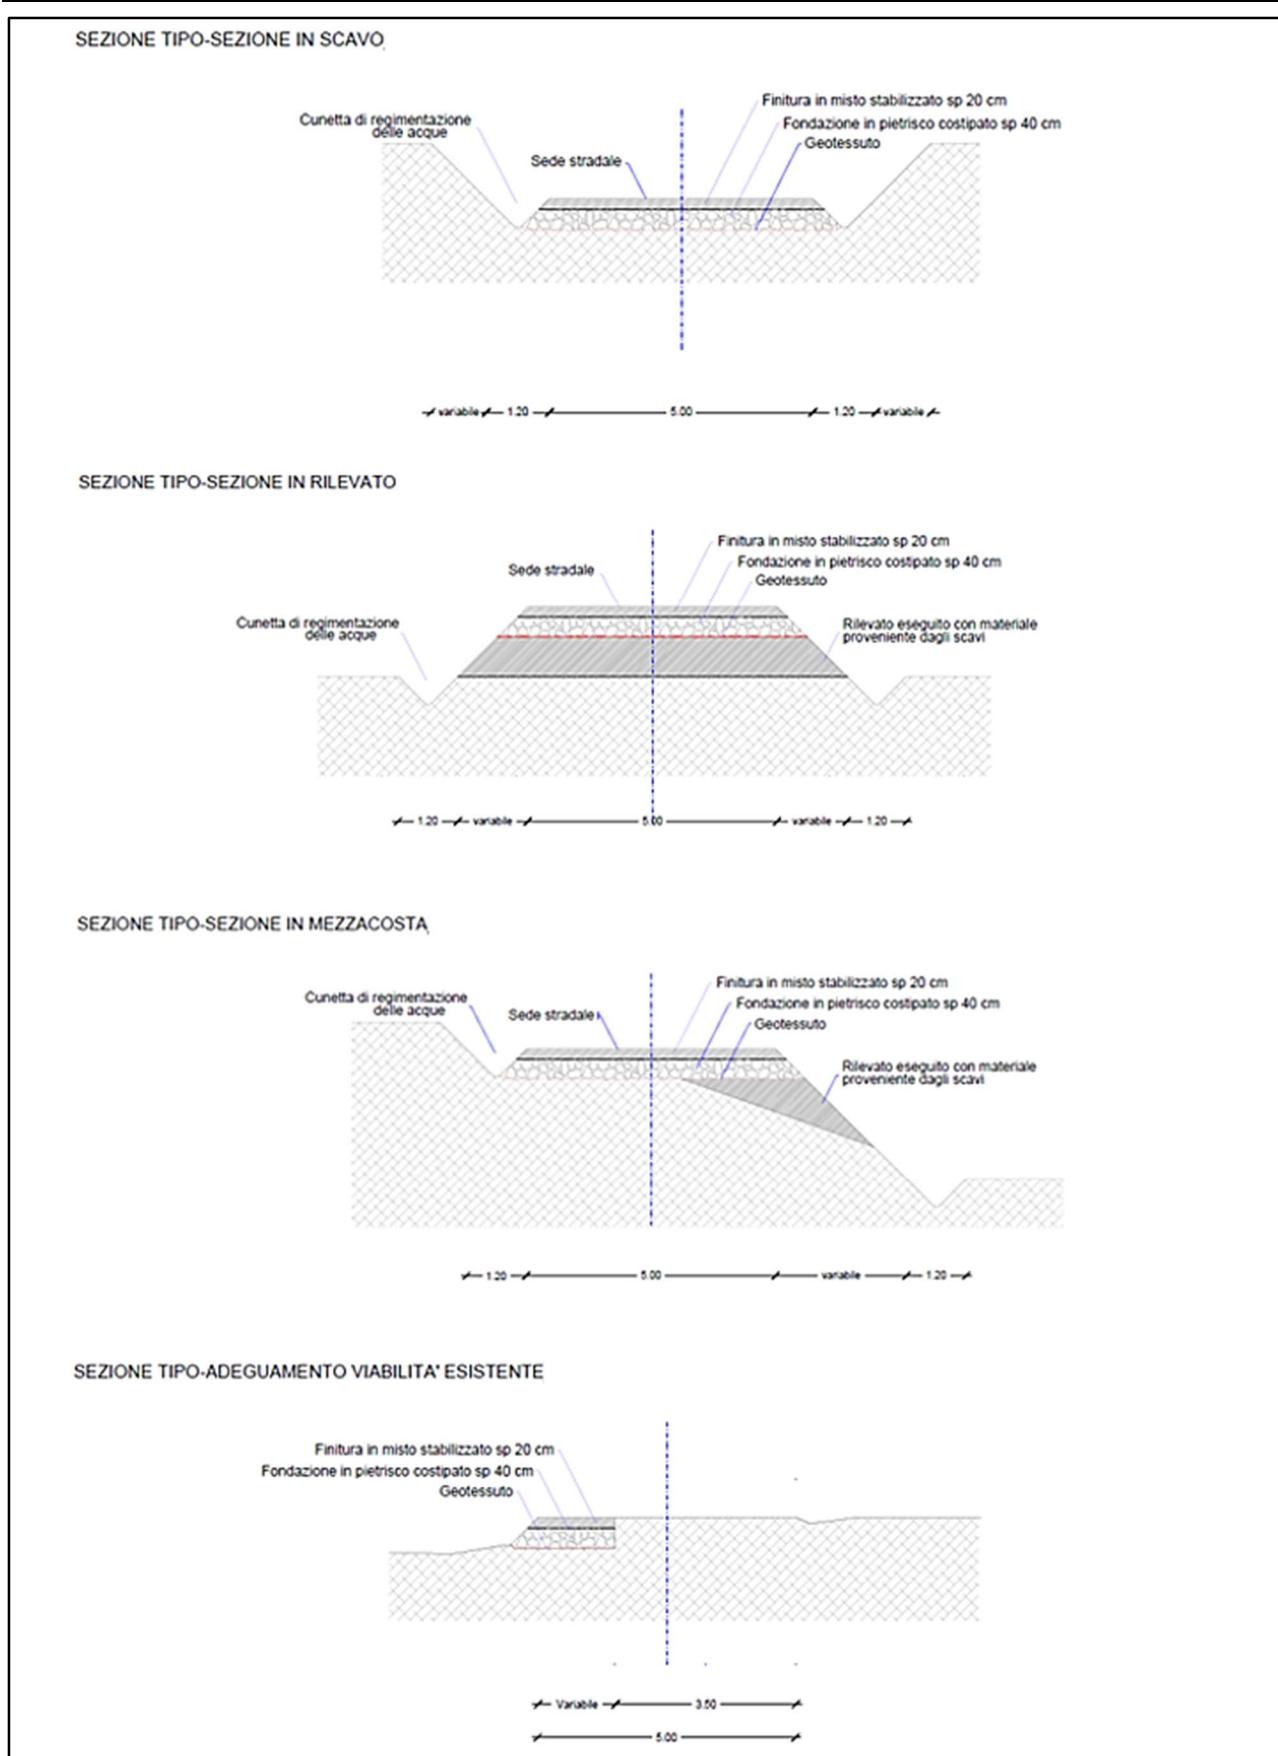 SEZIONE TIPO-SEZIONE IN SCAVO
Finitura in misto stabilizzato sp 20 cm
Cunetta di regimentazione
delle acque
Fondazione in pietrisco costipato sp 40 cm
Geotessuto
Sede stradale
variabile 1.20 5.00 1.20 variabile
SEZIONE TIPO-SEZIONE IN RILEVATO
Finitura in misto stabilizzato sp 20 cm
Fondazione in pietrisco costipato sp 40 cm
Sede stradale
Geotessuto
Cunetta di regimentazione
delle acque
Rilevato eseguito con materiale
proveniente dagli scavi
1.20 variabile 5.00 variabile 1.20
SEZIONE TIPO-SEZIONE IN MEZZACOSTA
Finitura in misto stabilizzato sp 20 cm
Cunetta di regimentazione
delle acque
Fondazione in pietrisco costipato sp 40 cm
Sede stradale
Geotessuto
Rilevato eseguito con materiale
proveniente dagli scavi
1.20 5.00 variabile 1.20
SEZIONE TIPO-ADEGUAMENTO VIABILITA' ESISTENTE
Finitura in misto stabilizzato sp 20 cm
Fondazione in pietrisco costipato sp 40 cm
Geotessuto
Variabile 3.50
5.00